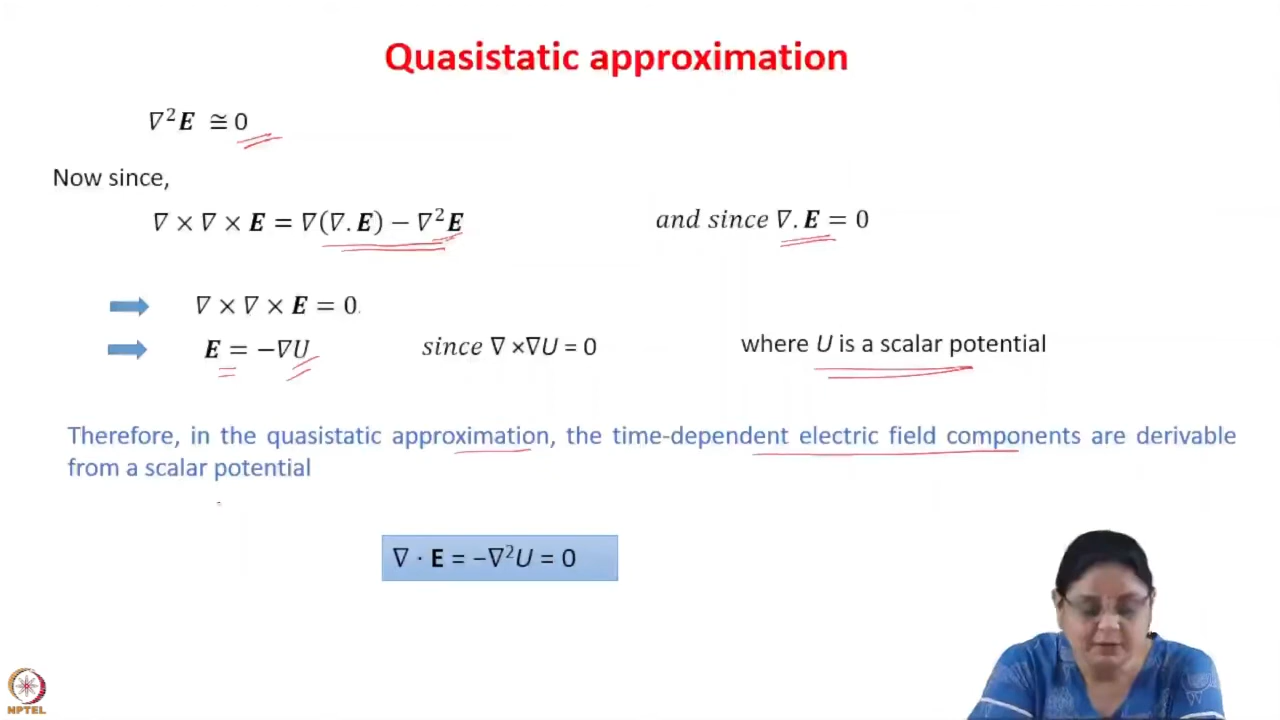 Quasistatic approximation
∇²E ≅ 0
Now since,
∇ × ∇ × E = ∇(∇. E) − ∇²E and since ∇. E = 0
∇ × ∇ × E = 0.
E = −∇U since ∇ ×∇U = 0 where U is a scalar potential
Therefore, in the quasistatic approximation, the time-dependent electric field components are derivable
from a scalar potential
∇ · E = −∇²U = 0
NPTEL